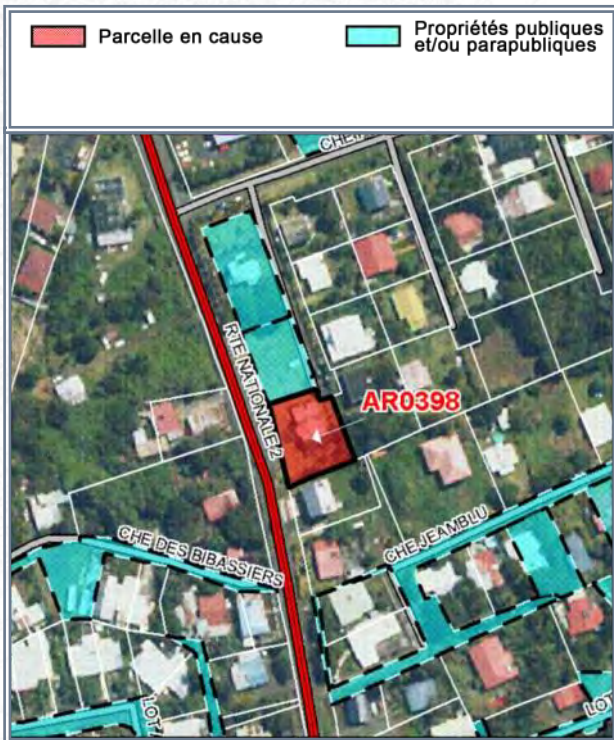 Parcelle en cause
Propriétés publiques
et/ou parapubliques
RTE NATIONALE 2
AR0398
CHE JEAMBLU
CHE DES BIBASSIERS